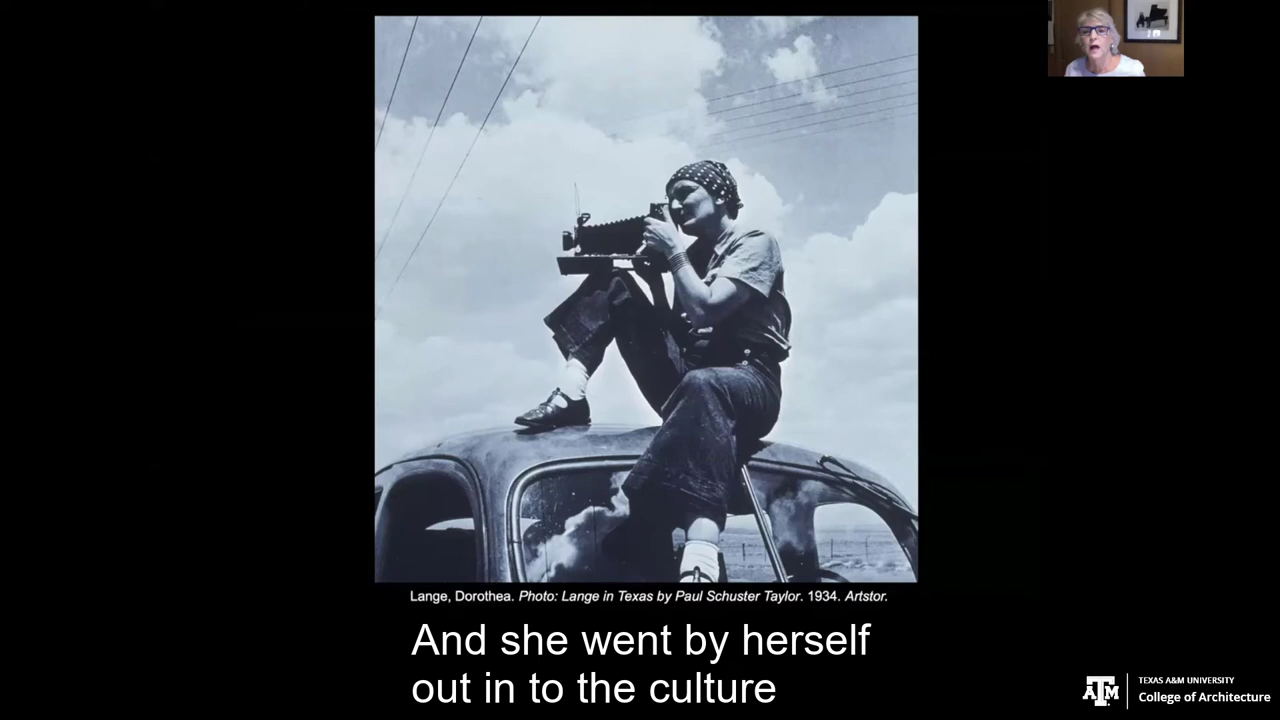 Lange, Dorothea. Photo: Lange in Texas by Paul Schuster Taylor. 1934. Artstor.
And she went by herself
out in to the culture
ATM
TEXAS A&M UNIVERSITY
College of Architecture